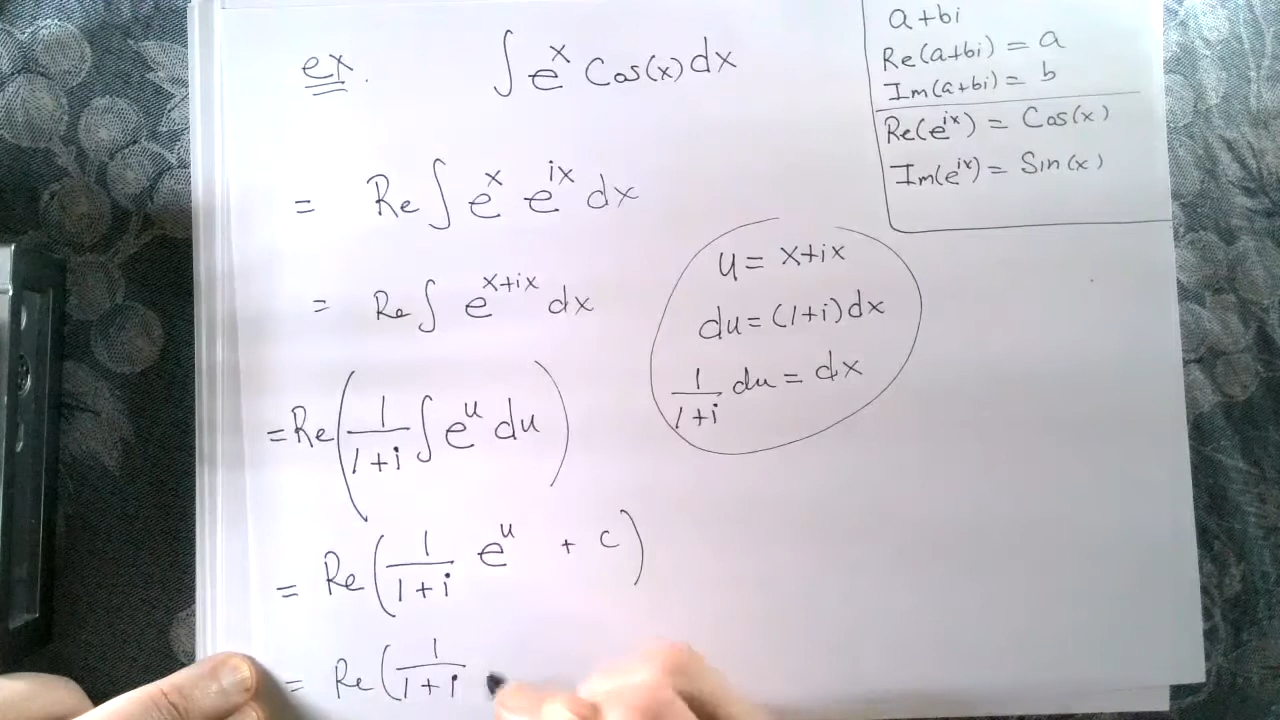 ex. ∫ e^x Cos(x) dx
= Re ∫ e^x e^{ix} dx
= Re ∫ e^{x+ix} dx
= Re( 1/(1+i) ∫ e^u du )
= Re( 1/(1+i) e^u + c )
= Re( 1/(1+i)
u = x+ix
du = (1+i) dx
1/(1+i) du = dx
a+bi
Re(a+bi) = a
Im(a+bi) = b
Re(e^{ix}) = Cos(x)
Im(e^{ix}) = Sin(x)